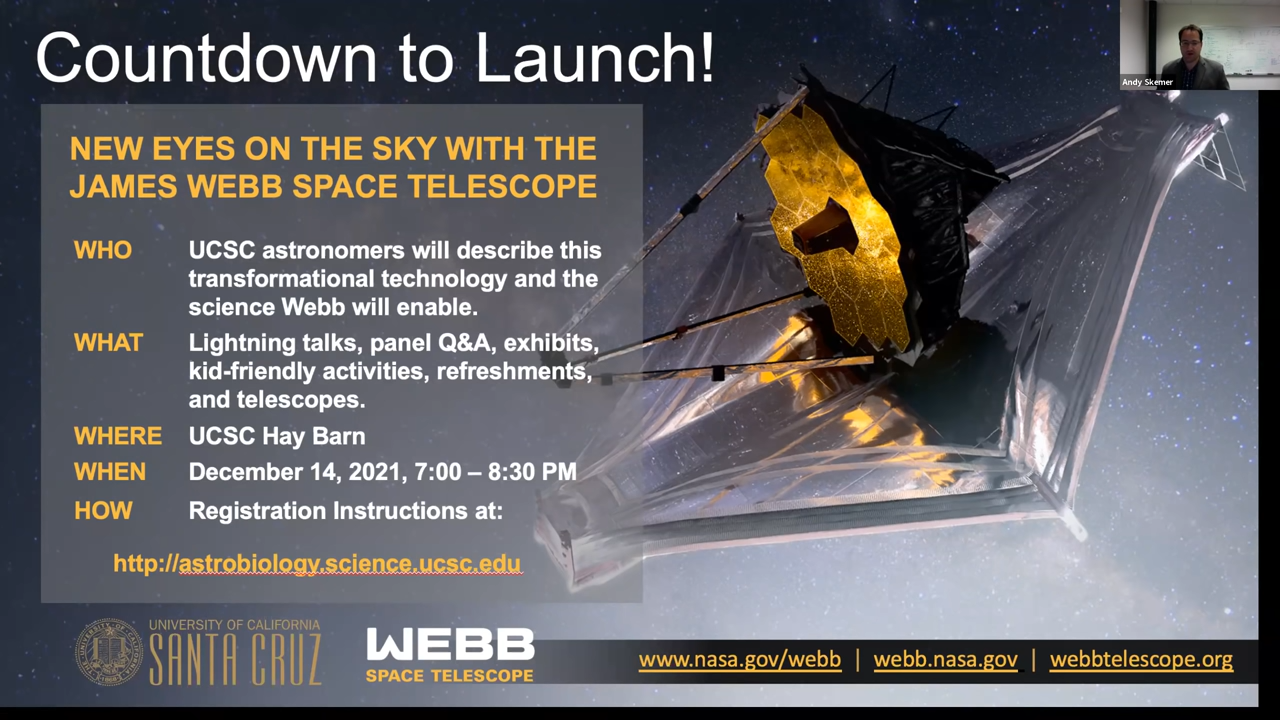 Countdown to Launch!
Andy Skemer
NEW EYES ON THE SKY WITH THE
JAMES WEBB SPACE TELESCOPE
WHO UCSC astronomers will describe this
transformational technology and the
science Webb will enable.
WHAT Lightning talks, panel Q&A, exhibits,
kid-friendly activities, refreshments,
and telescopes.
WHERE UCSC Hay Barn
WHEN December 14, 2021, 7:00 – 8:30 PM
HOW Registration Instructions at:
http://astrobiology.science.ucsc.edu
UNIVERSITY OF CALIFORNIA
SANTA CRUZ
WEBB
SPACE TELESCOPE
www.nasa.gov/webb | webb.nasa.gov | webbtelescope.org